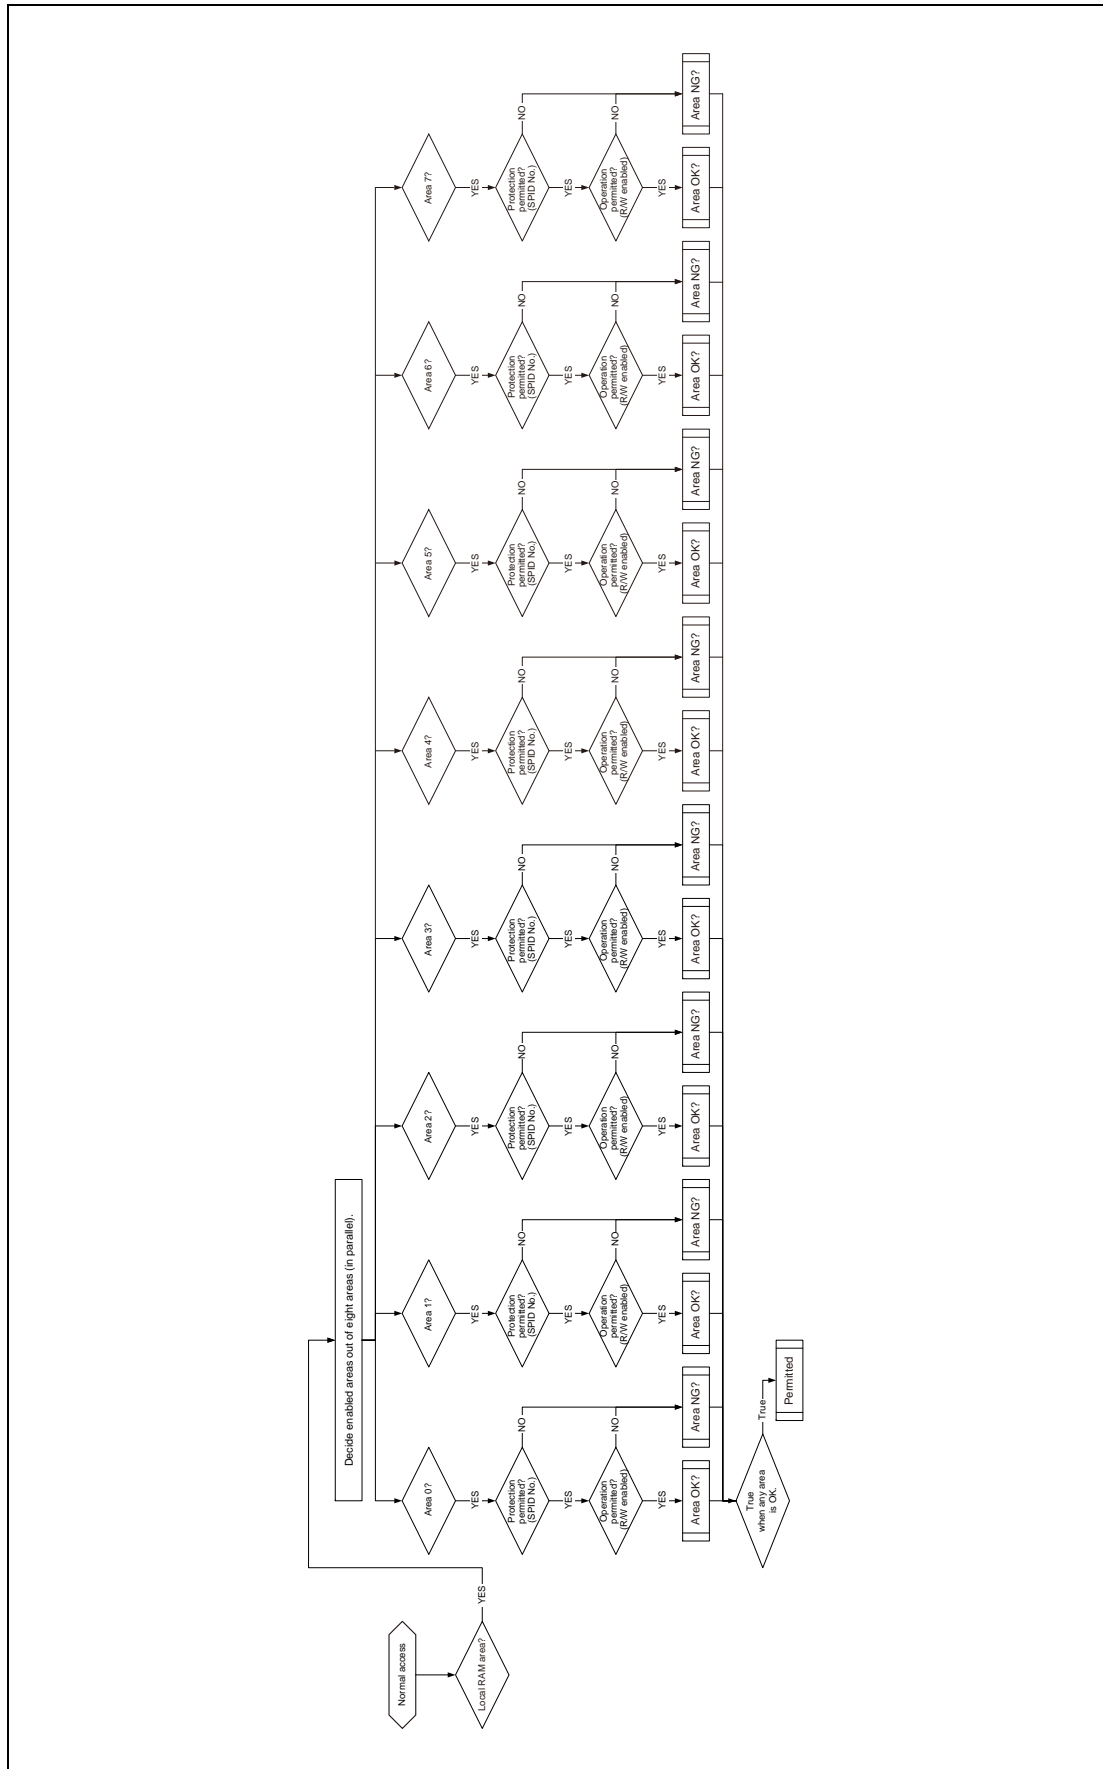 Normal access
Local RAM area?
YES
Decide enabled areas out of eight areas (in parallel).
Area 0?
YES
Protection
permitted?
(SPID No.)
NO
YES
Operation
permitted?
(R/W enabled)
NO
YES
Area OK?
Area NG?
Area 1?
YES
Protection
permitted?
(SPID No.)
NO
YES
Operation
permitted?
(R/W enabled)
NO
YES
Area OK?
Area NG?
Area 2?
YES
Protection
permitted?
(SPID No.)
NO
YES
Operation
permitted?
(R/W enabled)
NO
YES
Area OK?
Area NG?
Area 3?
YES
Protection
permitted?
(SPID No.)
NO
YES
Operation
permitted?
(R/W enabled)
NO
YES
Area OK?
Area NG?
Area 4?
YES
Protection
permitted?
(SPID No.)
NO
YES
Operation
permitted?
(R/W enabled)
NO
YES
Area OK?
Area NG?
Area 5?
YES
Protection
permitted?
(SPID No.)
NO
YES
Operation
permitted?
(R/W enabled)
NO
YES
Area OK?
Area NG?
Area 6?
YES
Protection
permitted?
(SPID No.)
NO
YES
Operation
permitted?
(R/W enabled)
NO
YES
Area OK?
Area NG?
Area 7?
YES
Protection
permitted?
(SPID No.)
NO
YES
Operation
permitted?
(R/W enabled)
NO
YES
Area OK?
Area NG?
True
when any area
is OK.
True
Permitted